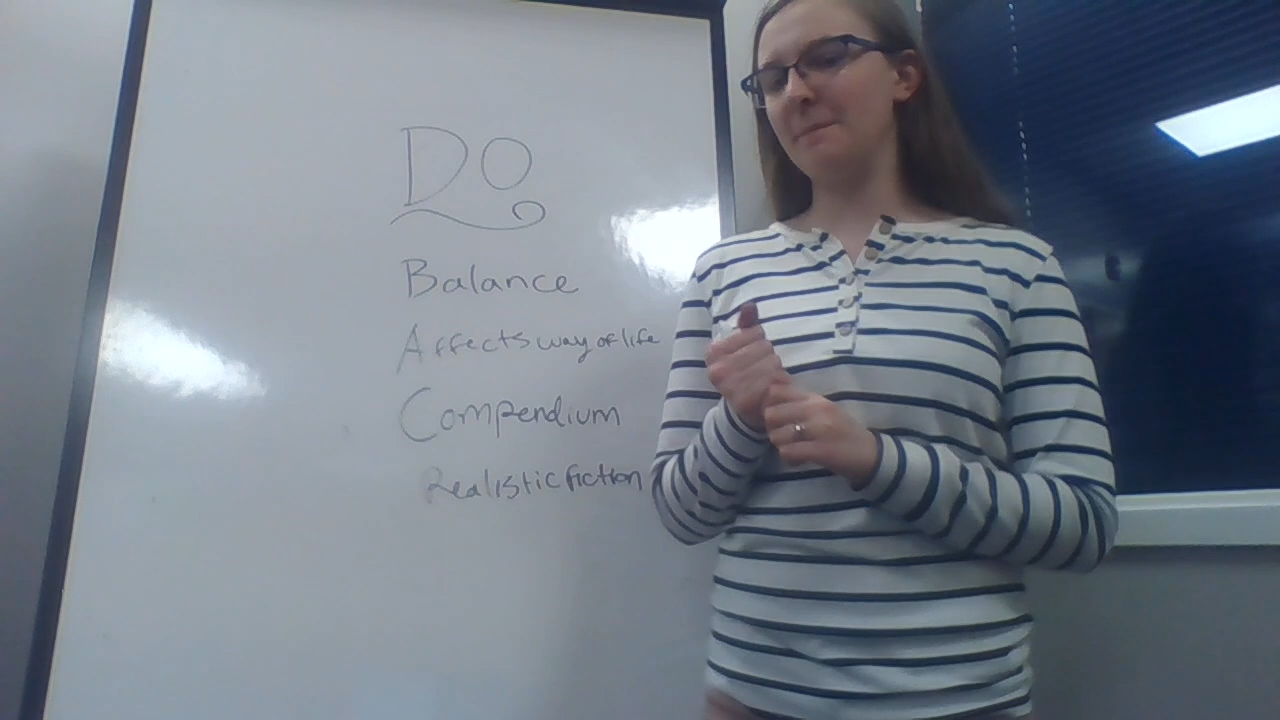 DO
Balance
Affects way of life
Compendium
Realistic fiction